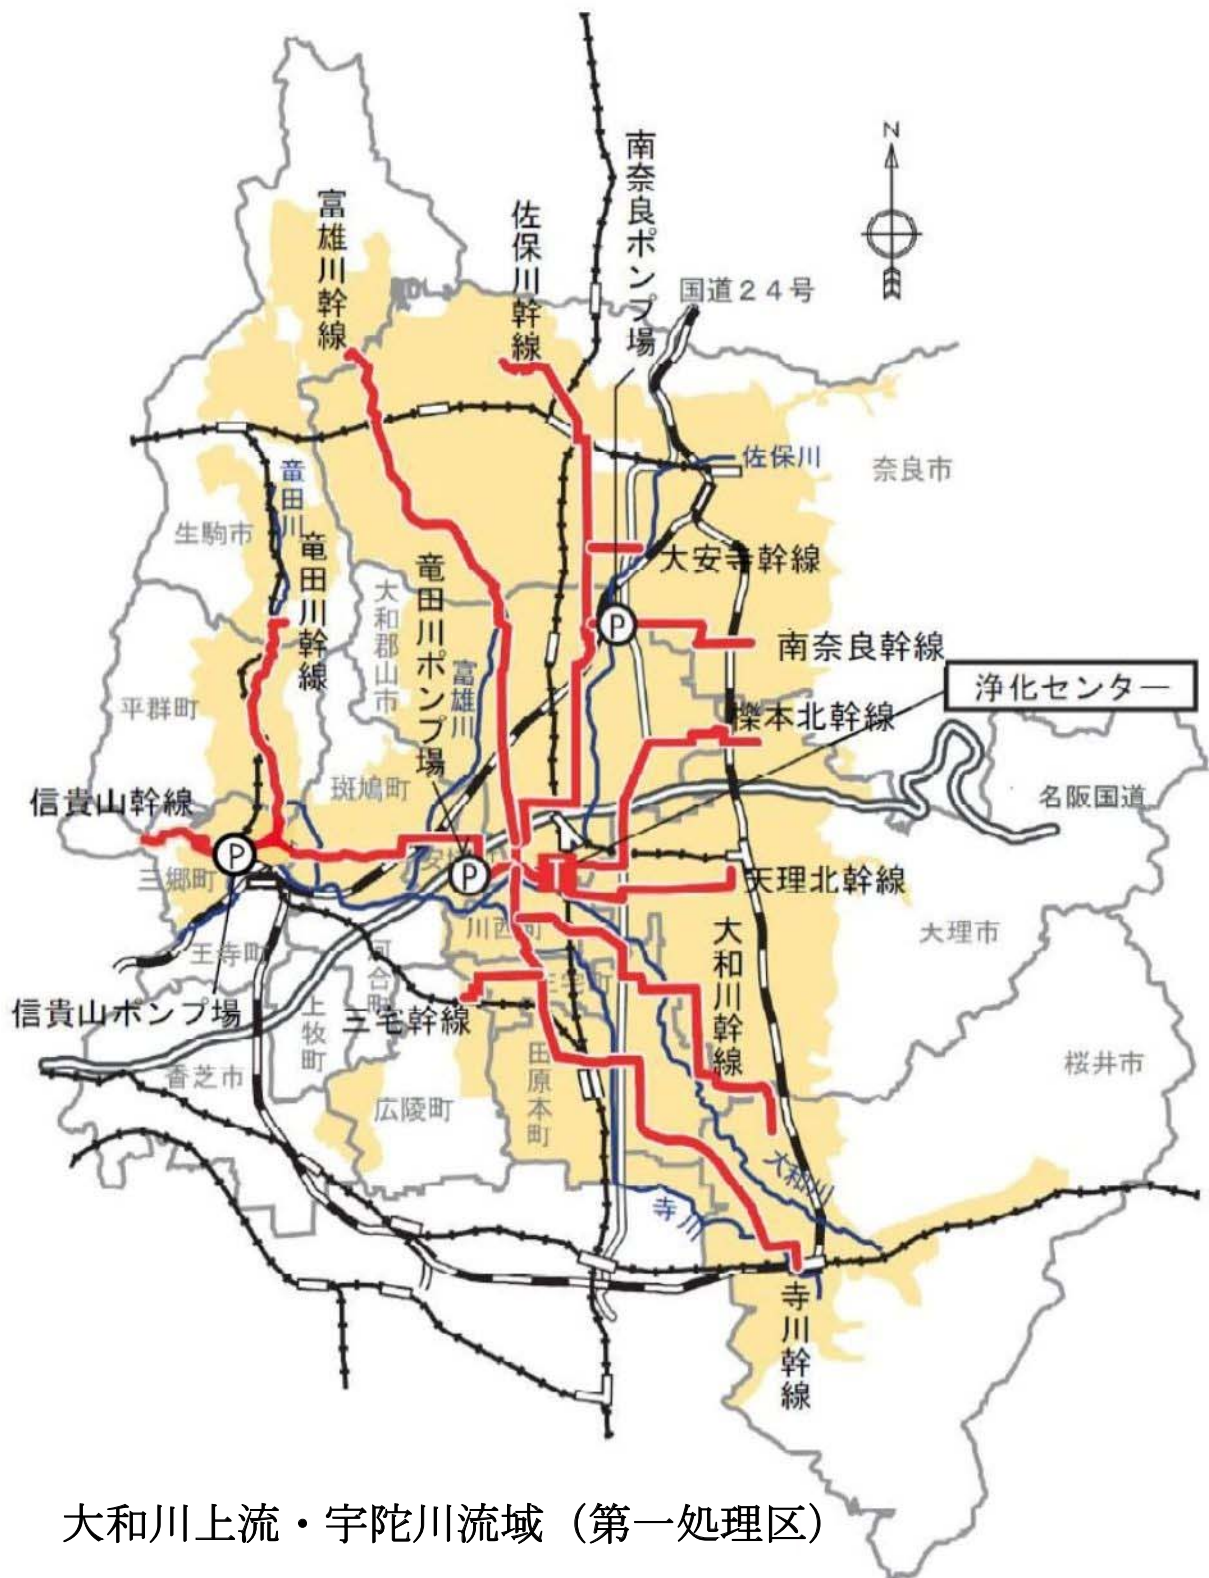 N
南奈良ポンプ場
富雄川幹線
佐保川幹線
国道24号
佐保川
奈良市
竜田川
生駒市
大安寺幹線
竜田川幹線
竜田川ポンプ場
大和郡山市
P
南奈良幹線
富雄川
浄化センター
平群町
櫟本北幹線
斑鳩町
名阪国道
信貴山幹線
P
P
三郷町
天理北幹線
川西町
大和川幹線
大理市
王寺町
河合町
三宅町
信貴山ポンプ場
上牧町
三宅幹線
田原本町
香芝市
広陵町
桜井市
大和川
寺川
寺川幹線
大和川上流・宇陀川流域（第一処理区）